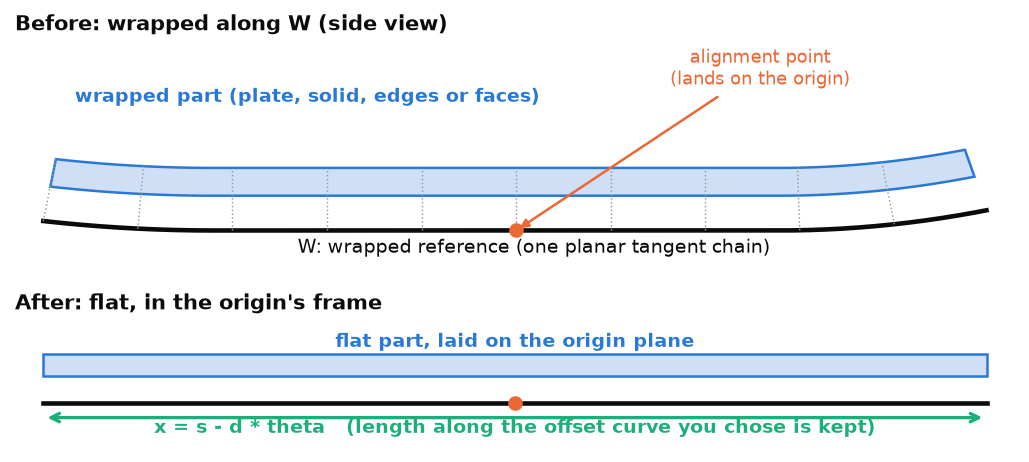 Before: wrapped along W (side view)
alignment point
(lands on the origin)
wrapped part (plate, solid, edges or faces)
W: wrapped reference (one planar tangent chain)
After: flat, in the origin's frame
flat part, laid on the origin plane
x = s - d * theta (length along the offset curve you chose is kept)